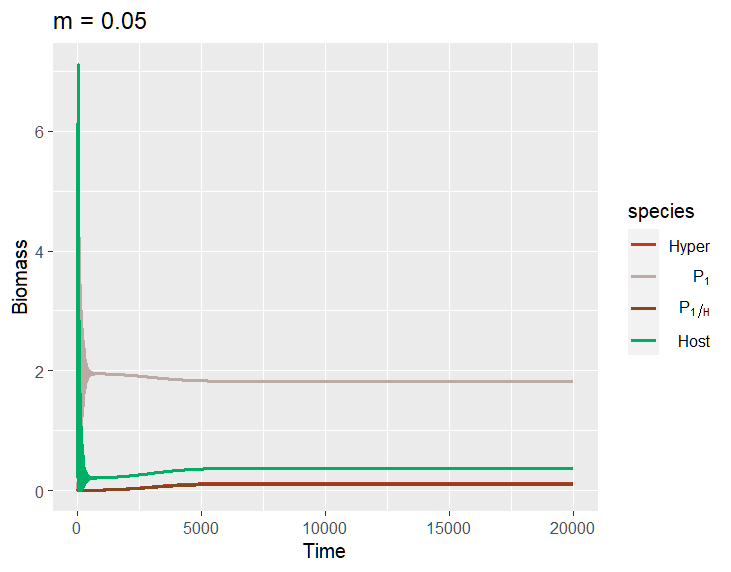 m = 0.05
Biomass
6
4
2
0
0 5000 10000 15000 20000
Time
species
Hyper
P₁
P₁/H
Host